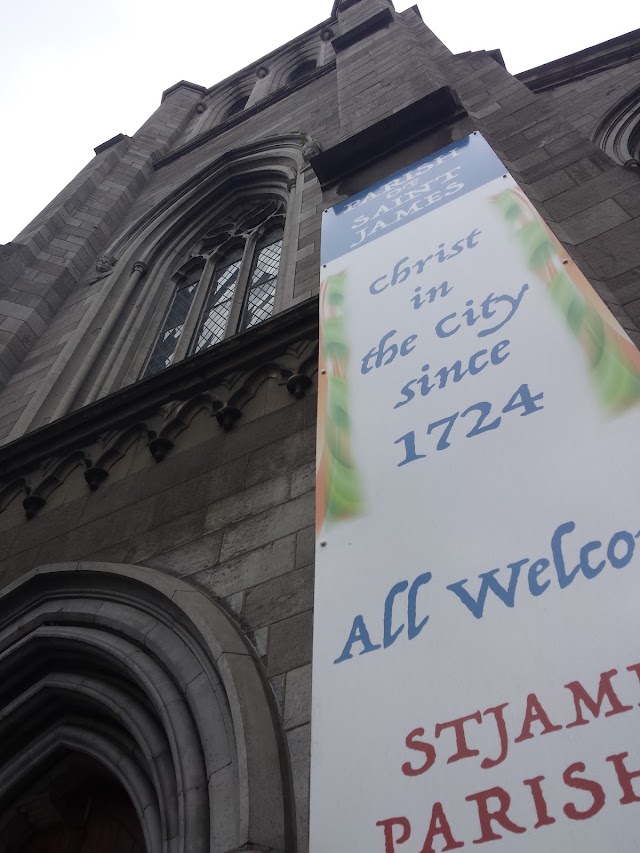 PARISH
OF
SAINT
JAMES
Christ
in
the City
since
1724
All Welco
STJAM
PARISH